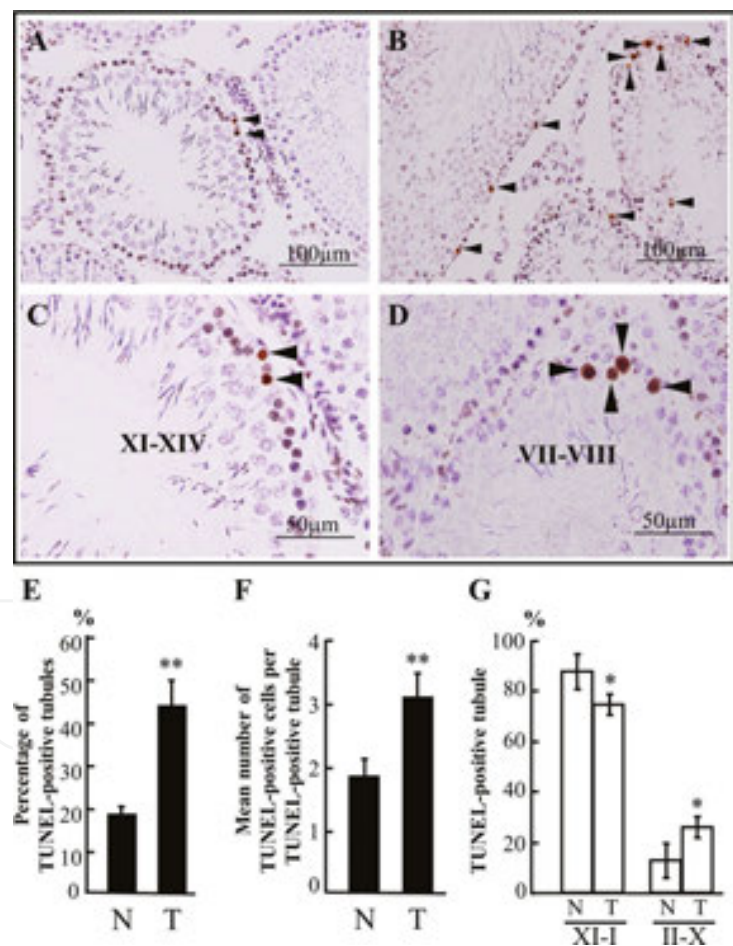 A
B
100μm
100μm
C
D
XI-XIV
VII-VIII
50μm
50μm
E
%
Percentage of
TUNEL-positive tubules
60
50
40
30
20
10
0
**
N T
F
Mean number of
TUNEL-positive cells per
TUNEL-positive tubule
4
3
2
1
0
**
N T
G
%
TUNEL-positive tubule
100
80
60
40
20
0
*
*
N T N T
XI-I II-X